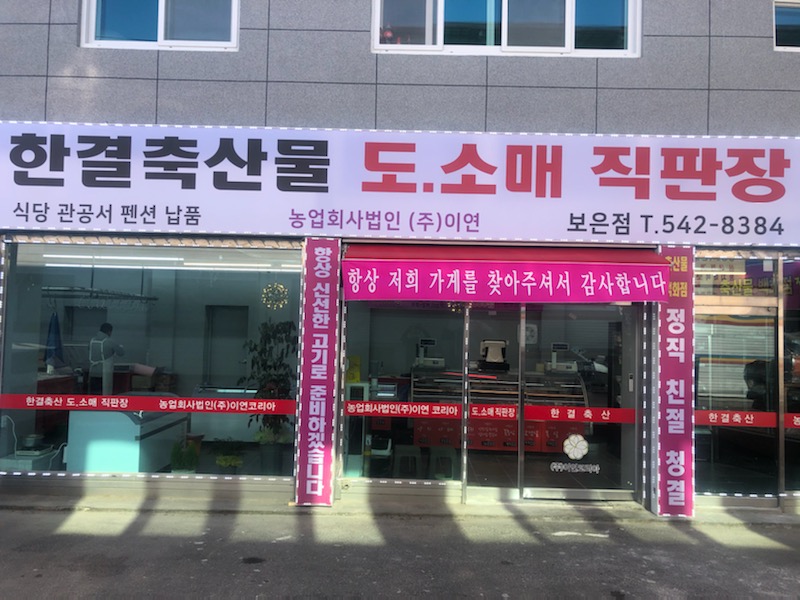 한결축산물 도.소매 직판장
식당 관공서 펜션 납품
농업회사법인 (주)이연
보은점 T.542-8384
항상 저희 가게를 찾아주셔서 감사합니다
항상 신선한 고기로 준비하겠습니다
정직 친절 청결
한결축산 도.소매 직판장
농업회사법인(주)이연코리아
농업회사법인(주)이연 코리아
도.소매 직판장
한 결 축 산
(주)이연코리아
한 결 축 산